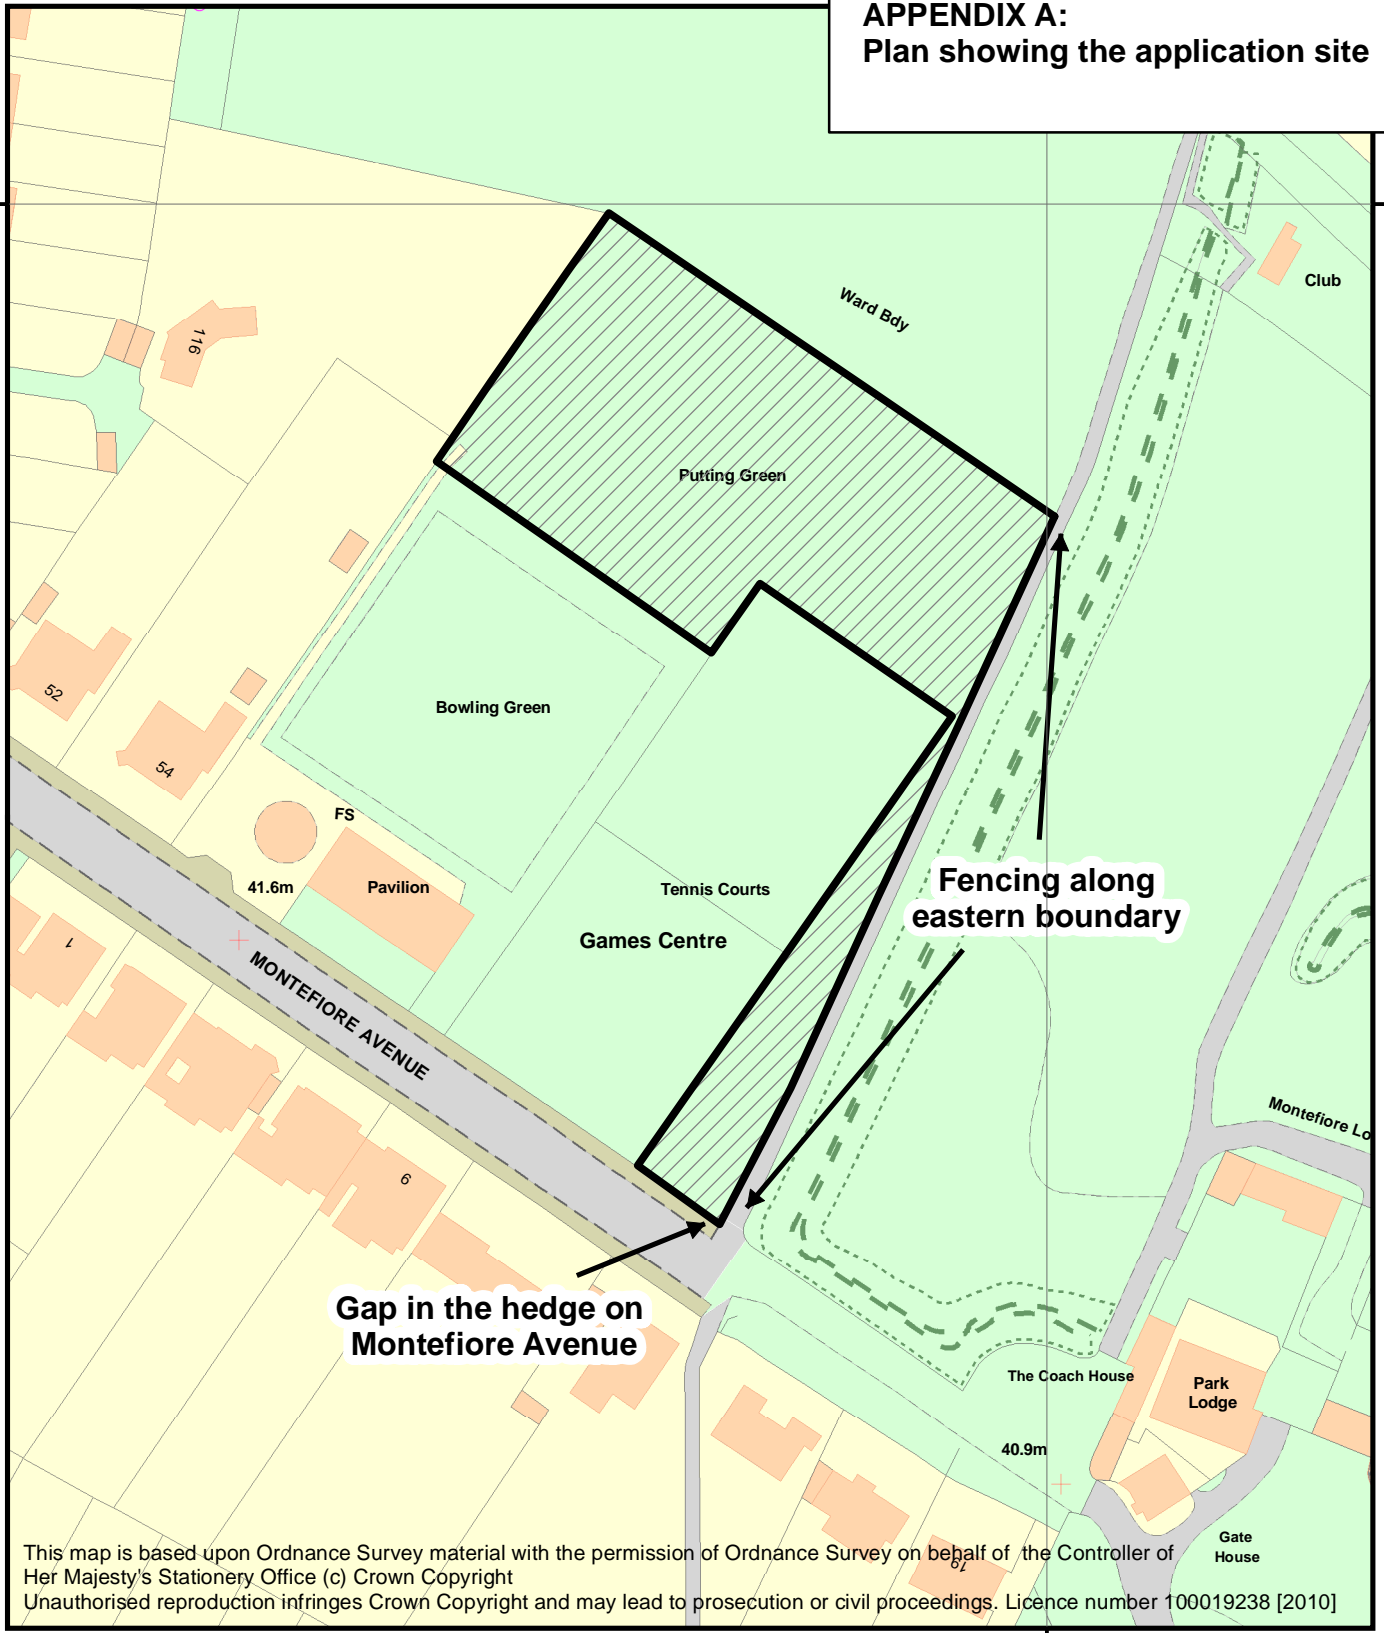 APPENDIX A:
Plan showing the application site
Club
Ward Bdy
116
Putting Green
52
Bowling Green
54
FS
41.6m
Pavilion
Tennis Courts
Fencing along
eastern boundary
Games Centre
1
MONTEFIORE AVENUE
Montefiore Lo
9
Gap in the hedge on
Montefiore Avenue
The Coach House
Park
Lodge
40.9m
Gate
House
19
This map is based upon Ordnance Survey material with the permission of Ordnance Survey on behalf of the Controller of
Her Majesty's Stationery Office (c) Crown Copyright
Unauthorised reproduction infringes Crown Copyright and may lead to prosecution or civil proceedings. Licence number 100019238 [2010]